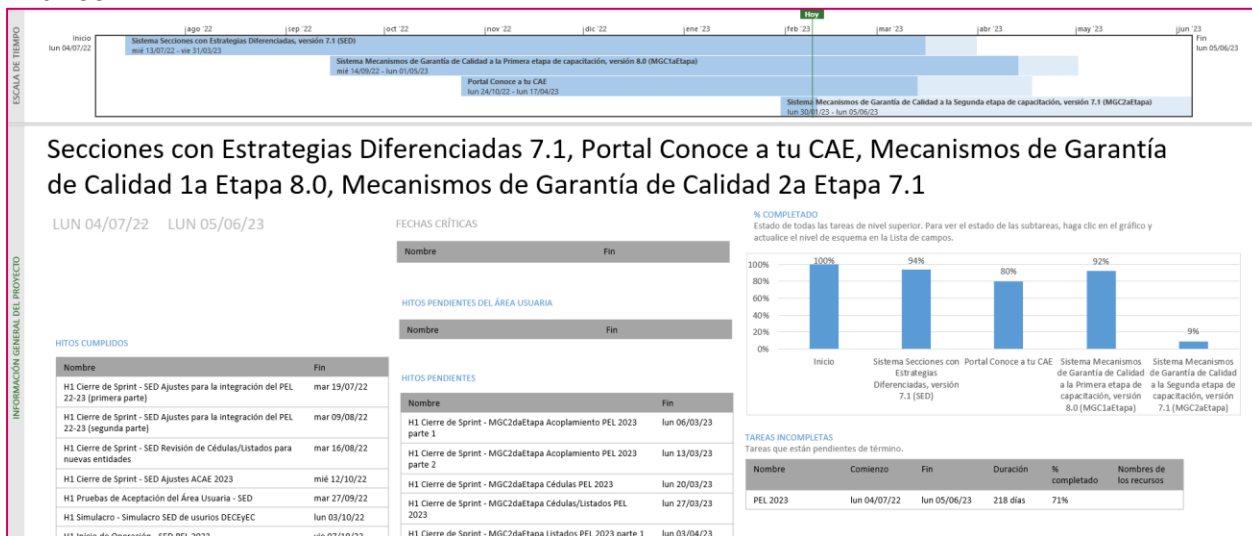 Hoy
ago '22 sep '22 oct '22 nov '22 dic '22 ene '23 feb '23 mar '23 abr '23 may '23 jun '23
ESCALA DE TIEMPO
Inicio
lun 04/07/22
Sistema Secciones con Estrategias Diferenciadas, versión 7.1 (SED)
mié 13/07/22 - vie 31/03/23
Sistema Mecanismos de Garantía de Calidad a la Primera etapa de capacitación, versión 8.0 (MGC1aEtapa)
mié 14/09/22 - lun 01/05/23
Portal Conoce a tu CAE
lun 24/10/22 - lun 17/04/23
Sistema Mecanismos de Garantía de Calidad a la Segunda etapa de capacitación, versión 7.1 (MGC2aEtapa)
lun 30/01/23 - lun 05/06/23
Fin
lun 05/06/23
INFORMACIÓN GENERAL DEL PROYECTO
Secciones con Estrategias Diferenciadas 7.1, Portal Conoce a tu CAE, Mecanismos de Garantía
de Calidad 1a Etapa 8.0, Mecanismos de Garantía de Calidad 2a Etapa 7.1
LUN 04/07/22 LUN 05/06/23
HITOS CUMPLIDOS
Nombre Fin
H1 Cierre de Sprint - SED Ajustes para la integración del PEL mar 19/07/22
22-23 (primera parte)
H1 Cierre de Sprint - SED Ajustes para la integración del PEL mar 09/08/22
22-23 (segunda parte)
H1 Cierre de Sprint - SED Revisión de Cédulas/Listados para mar 16/08/22
nuevas entidades
H1 Cierre de Sprint - SED Ajustes ACAE 2023 mié 12/10/22
H1 Pruebas de Aceptación del Área Usuaria - SED mar 27/09/22
H1 Simulacro - Simulacro SED de usurios DECEyEC lun 03/10/22
H1 Inicio de Operación - SED PEL 2023 vie 07/10/22
FECHAS CRÍTICAS
Nombre Fin
HITOS PENDIENTES DEL ÁREA USUARIA
Nombre Fin
HITOS PENDIENTES
Nombre Fin
H1 Cierre de Sprint - MGC2daEtapa Acoplamiento PEL 2023 lun 06/03/23
parte 1
H1 Cierre de Sprint - MGC2daEtapa Acoplamiento PEL 2023 lun 13/03/23
parte 2
H1 Cierre de Sprint - MGC2daEtapa Cédulas PEL 2023 lun 20/03/23
H1 Cierre de Sprint - MGC2daEtapa Cédulas/Listados PEL lun 27/03/23
2023
H1 Cierre de Sprint - MGC2daEtapa Listados PEL 2023 parte 1 lun 03/04/23
% COMPLETADO
Estado de todas las tareas de nivel superior. Para ver el estado de las subtareas, haga clic en el gráfico y
actualice el nivel de esquema en la Lista de campos.
100% 94% 80% 92% 9%
100%
80%
60%
40%
20%
0%
Inicio
Sistema Secciones con
Estrategias
Diferenciadas, versión
7.1 (SED)
Portal Conoce a tu CAE
Sistema Mecanismos
de Garantía de Calidad
a la Primera etapa de
capacitación, versión
8.0 (MGC1aEtapa)
Sistema Mecanismos
de Garantía de Calidad
a la Segunda etapa de
capacitación, versión
7.1 (MGC2aEtapa)
TAREAS INCOMPLETAS
Tareas que están pendientes de término.
Nombre Comienzo Fin Duración % completado Nombres de los recursos
PEL 2023 lun 04/07/22 lun 05/06/23 218 días 71%